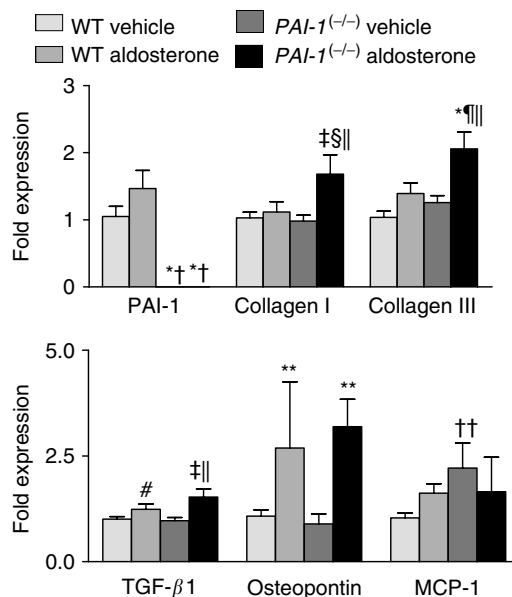 WT vehicle
PAI-1(−/−) vehicle
WT aldosterone
PAI-1(−/−) aldosterone
Fold expression
3
2
1
0
*† *†
‡§||
*¶||
PAI-1 Collagen I Collagen III
Fold expression
5.0
2.5
0.0
#
‡||
**
**
††
TGF-β1 Osteopontin MCP-1